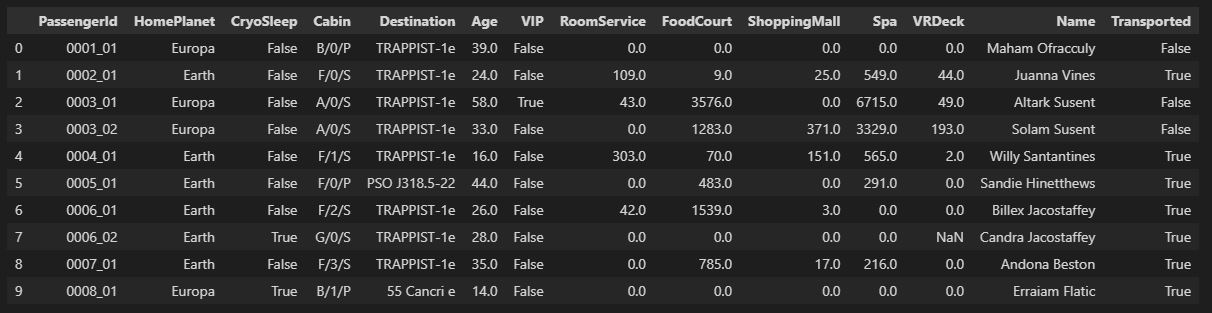 PassengerId HomePlanet CryoSleep Cabin Destination Age VIP RoomService FoodCourt ShoppingMall Spa VRDeck Name Transported
0 0001_01 Europa False B/0/P TRAPPIST-1e 39.0 False 0.0 0.0 0.0 0.0 0.0 Maham Ofracculy False
1 0002_01 Earth False F/0/S TRAPPIST-1e 24.0 False 109.0 9.0 25.0 549.0 44.0 Juanna Vines True
2 0003_01 Europa False A/0/S TRAPPIST-1e 58.0 True 43.0 3576.0 0.0 6715.0 49.0 Altark Susent False
3 0003_02 Europa False A/0/S TRAPPIST-1e 33.0 False 0.0 1283.0 371.0 3329.0 193.0 Solam Susent False
4 0004_01 Earth False F/1/S TRAPPIST-1e 16.0 False 303.0 70.0 151.0 565.0 2.0 Willy Santantines True
5 0005_01 Earth False F/0/P PSO J318.5-22 44.0 False 0.0 483.0 0.0 291.0 0.0 Sandie Hinetthews True
6 0006_01 Earth False F/2/S TRAPPIST-1e 26.0 False 42.0 1539.0 3.0 0.0 0.0 Billex Jacostaffey True
7 0006_02 Earth True G/0/S TRAPPIST-1e 28.0 False 0.0 0.0 0.0 0.0 NaN Candra Jacostaffey True
8 0007_01 Earth False F/3/S TRAPPIST-1e 35.0 False 0.0 785.0 17.0 216.0 0.0 Andona Beston True
9 0008_01 Europa True B/1/P 55 Cancri e 14.0 False 0.0 0.0 0.0 0.0 0.0 Erraiam Flatic True